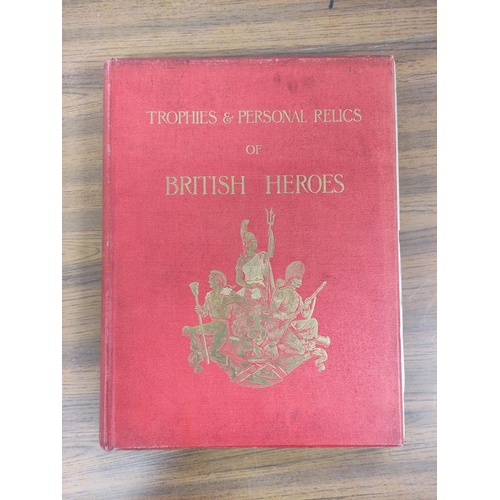 TROPHIES & PERSONAL RELICS
OF
BRITISH HEROES